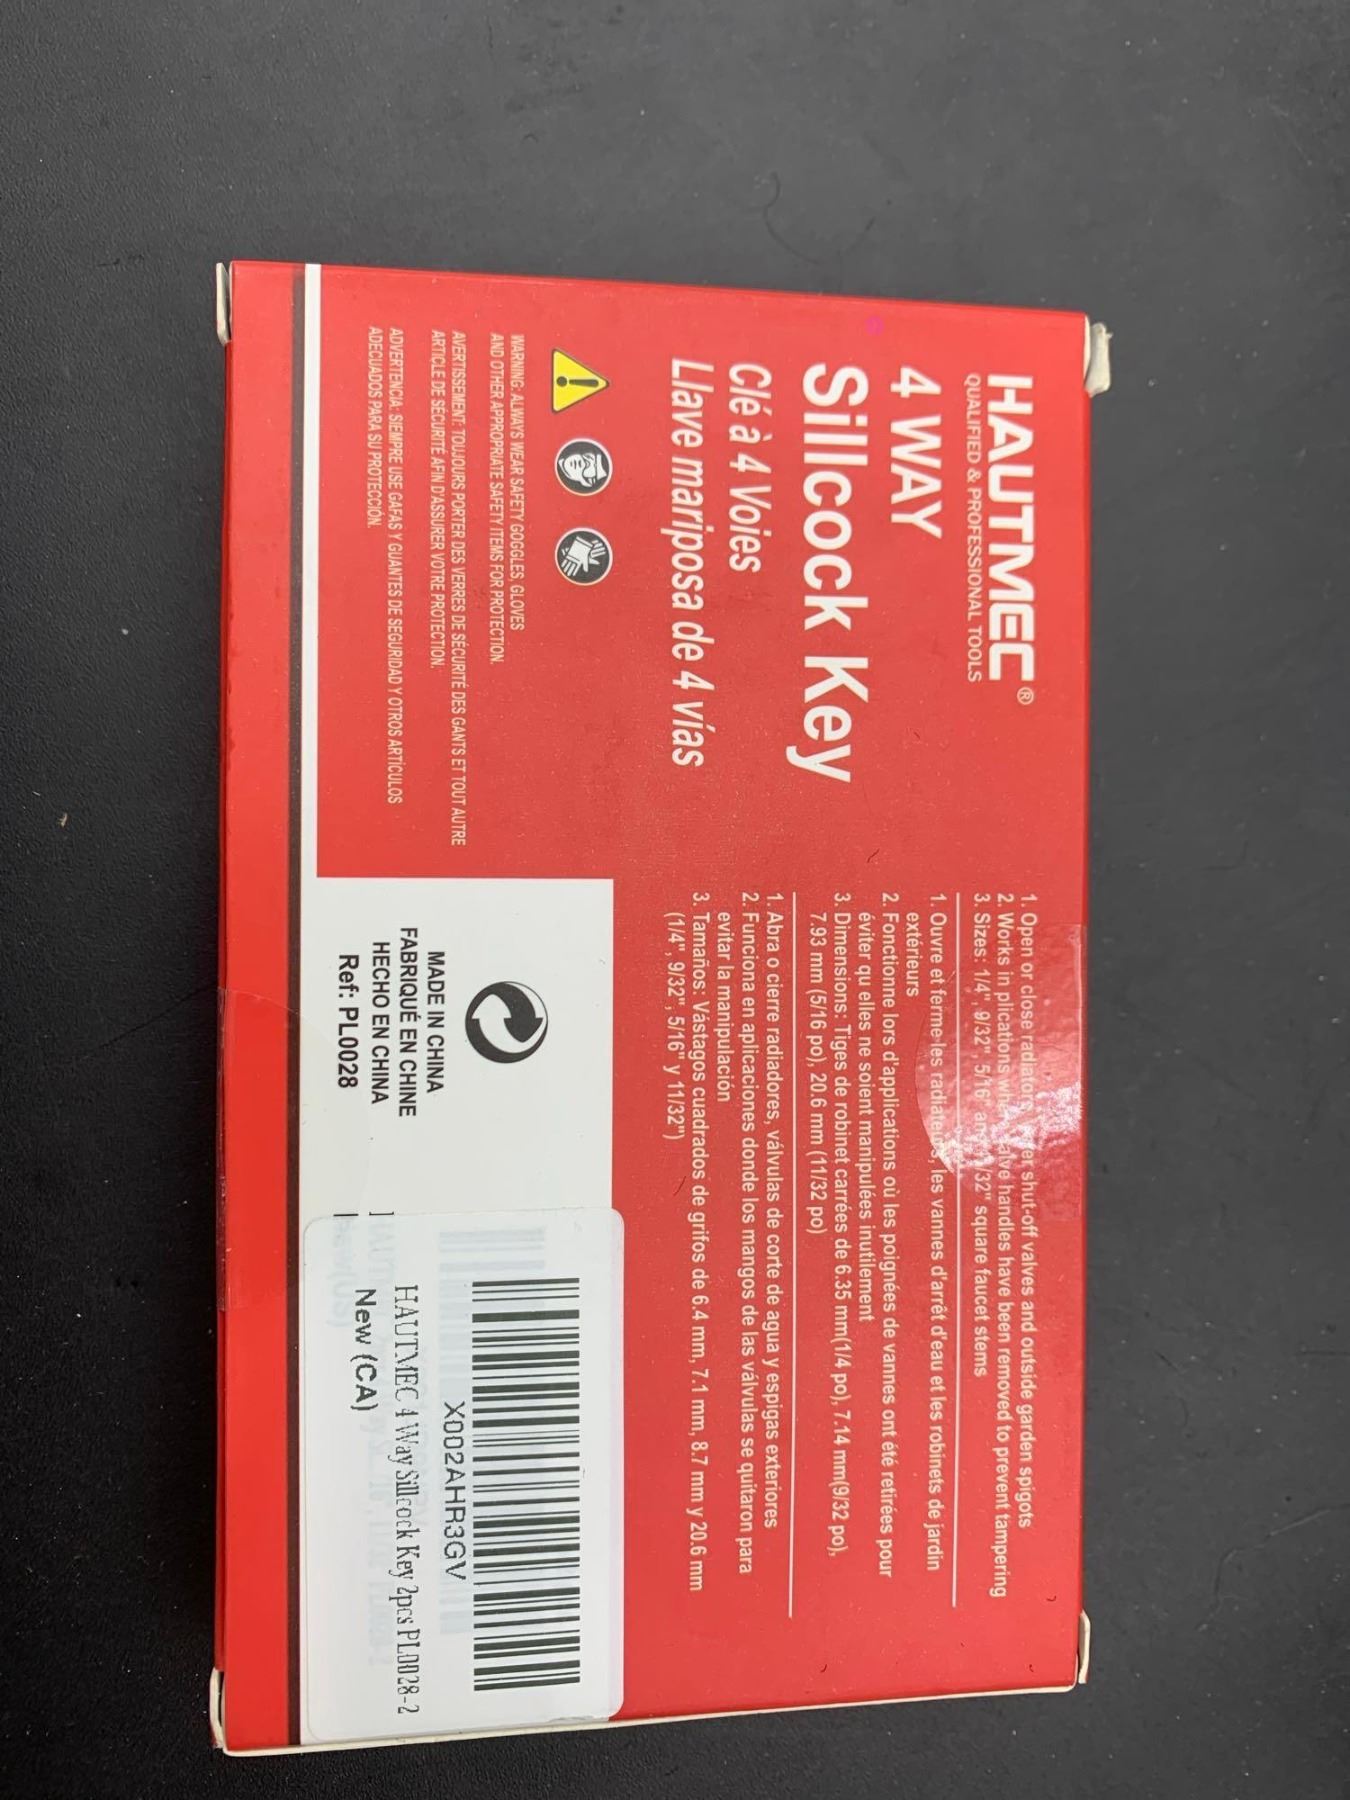 HAUTMEC®
QUALIFIED & PROFESSIONAL TOOLS
4 WAY
Sillcock Key
Clé à 4 Voies
Llave mariposa de 4 vías
WARNING: ALWAYS WEAR SAFETY GOGGLES, GLOVES
AND OTHER APPROPRIATE SAFETY ITEMS FOR PROTECTION.
AVERTISSEMENT: TOUJOURS PORTER DES VERRES DE SÉCURITÉ DES GANTS ET TOUT AUTRE
ARTICLE DE SÉCURITÉ AFIN D'ASSURER VOTRE PROTECTION.
ADVERTENCIA: SIEMPRE USE GAFAS Y GUANTES DE SEGURIDAD Y OTROS ARTÍCULOS
ADECUADOS PARA SU PROTECCIÓN.
1. Open or close radiator, shut-off valves and outside garden spigots
2. Works in plications valve handles have been removed to prevent tampering
3. Sizes: 1/4", 9/32", 5/16" and 11/32" square faucet stems
1. Ouvre et ferme les radiateurs, les vannes d'arrêt d'eau et les robinets de jardin
extérieurs
2. Fonctionne lors d'applications où les poignées de vannes ont été retirées pour
éviter qu elles ne soient manipulées inutilement
3. Dimensions: Tiges de robinet carrées de 6.35 mm(1/4 po), 7.14 mm(9/32 po),
7.93 mm (5/16 po), 20.6 mm (11/32 po)
1. Abra o cierre radiadores, válvulas de corte de agua y espigas exteriores
2. Funciona en aplicaciones donde los mangos de las válvulas se quitaron para
evitar la manipulación
3. Tamaños: Vástagos cuadrados de grifos de 6.4 mm, 7.1 mm, 8.7 mm y 20.6 mm
(1/4", 9/32", 5/16" y 11/32")
MADE IN CHINA
FABRIQUÉ EN CHINE
HECHO EN CHINA
Ref: PL0028
X002AHR3GV
HAUTMEC 4 Way Sillcock Key 2pcs PL0028-2
New (CA)